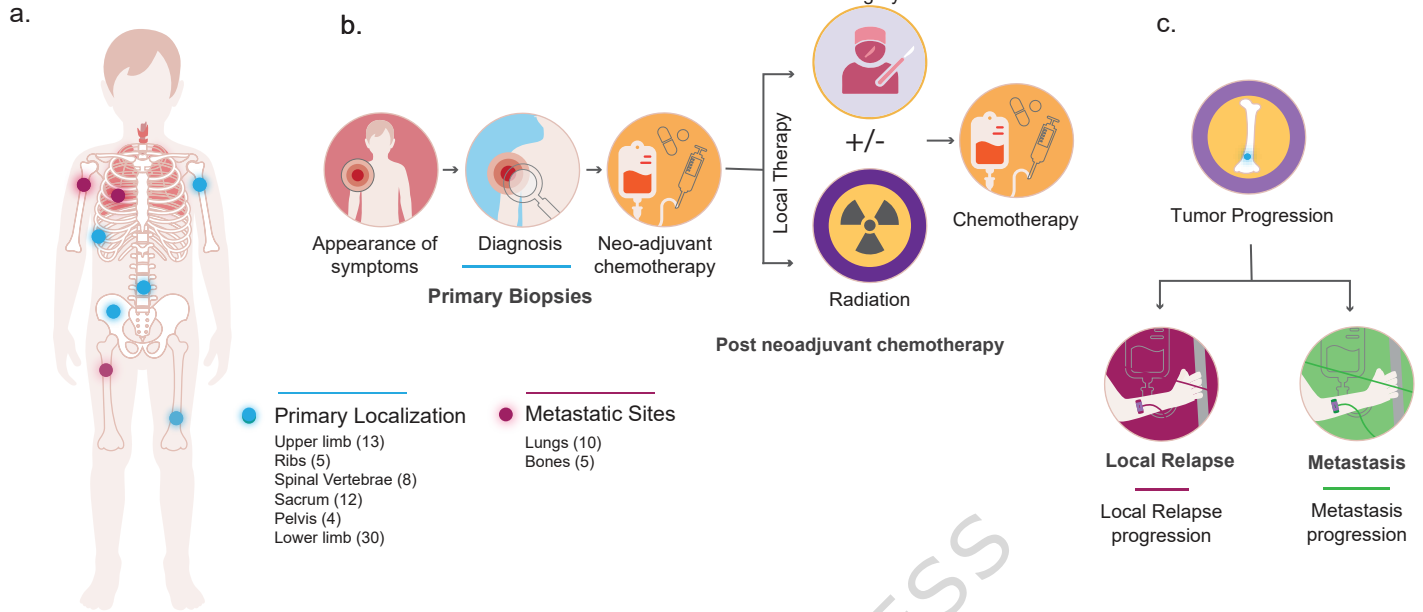 a.
b.
c.
Appearance of
symptoms
Diagnosis
Neo-adjuvant
chemotherapy
Primary Biopsies
Local Therapy
+/-
Radiation
Chemotherapy
Post neoadjuvant chemotherapy
Tumor Progression
Local Relapse
Local Relapse
progression
Metastasis
Metastasis
progression
Primary Localization
Upper limb (13)
Ribs (5)
Spinal Vertebrae (8)
Sacrum (12)
Pelvis (4)
Lower limb (30)
Metastatic Sites
Lungs (10)
Bones (5)
ESS